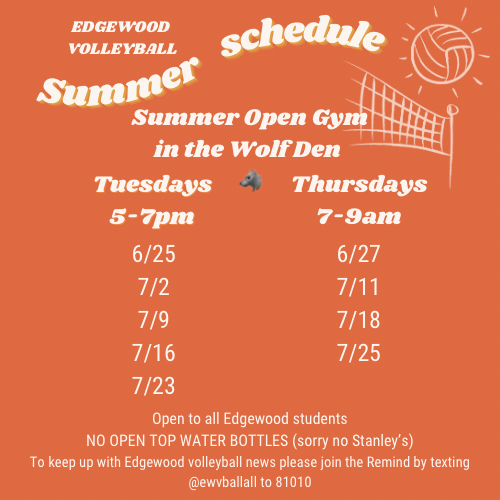 EDGEWOOD
VOLLEYBALL
Summer schedule
Summer Open Gym
in the Wolf Den
Tuesdays Thursdays
5-7pm 7-9am
6/25 6/27
7/2 7/11
7/9 7/18
7/16 7/25
7/23
Open to all Edgewood students
NO OPEN TOP WATER BOTTLES (sorry no Stanley's)
To keep up with Edgewood volleyball news please join the Remind by texting
@ewvballall to 81010